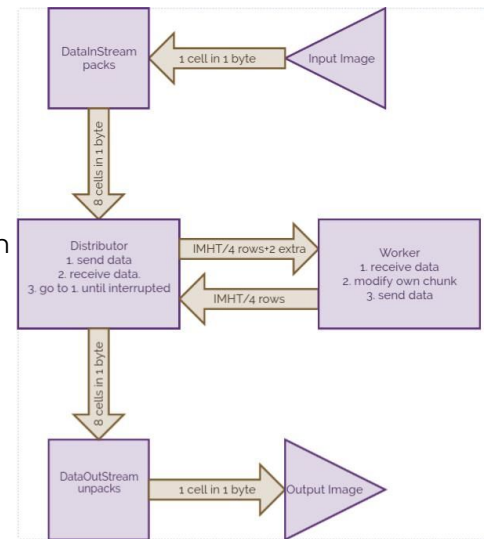 DataInStream
packs
1 cell in 1 byte
Input Image
8 cells in 1 byte
Distributor
1. send data
2. receive data.
3. go to 1. until interrupted
IMHT/4 rows+2 extra
IMHT/4 rows
Worker
1. receive data
2. modify own chunk
3. send data
8 cells in 1 byte
DataOutStream
unpacks
1 cell in 1 byte
Output Image